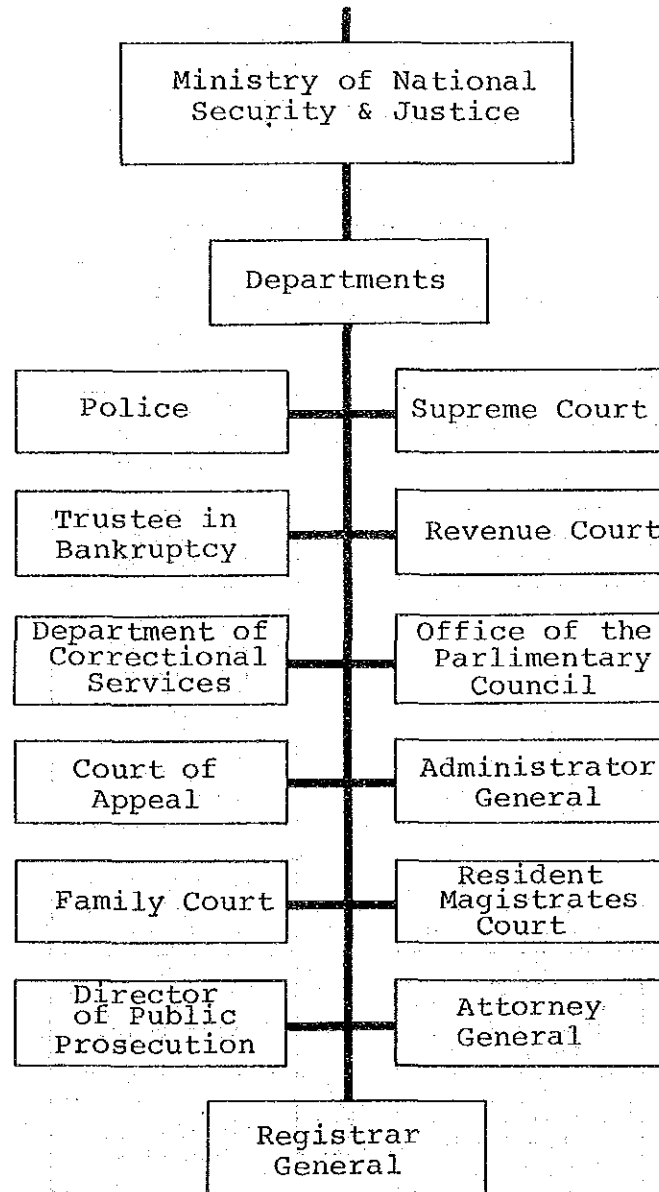 Ministry of National
Security & Justice
Departments
Police
Supreme Court
Trustee in
Bankruptcy
Revenue Court
Department of
Correctional
Services
Office of the
Parlimentary
Council
Court of
Appeal
Administrator
General
Family Court
Resident
Magistrates
Court
Director
of Public
Prosecution
Attorney
General
Registrar
General